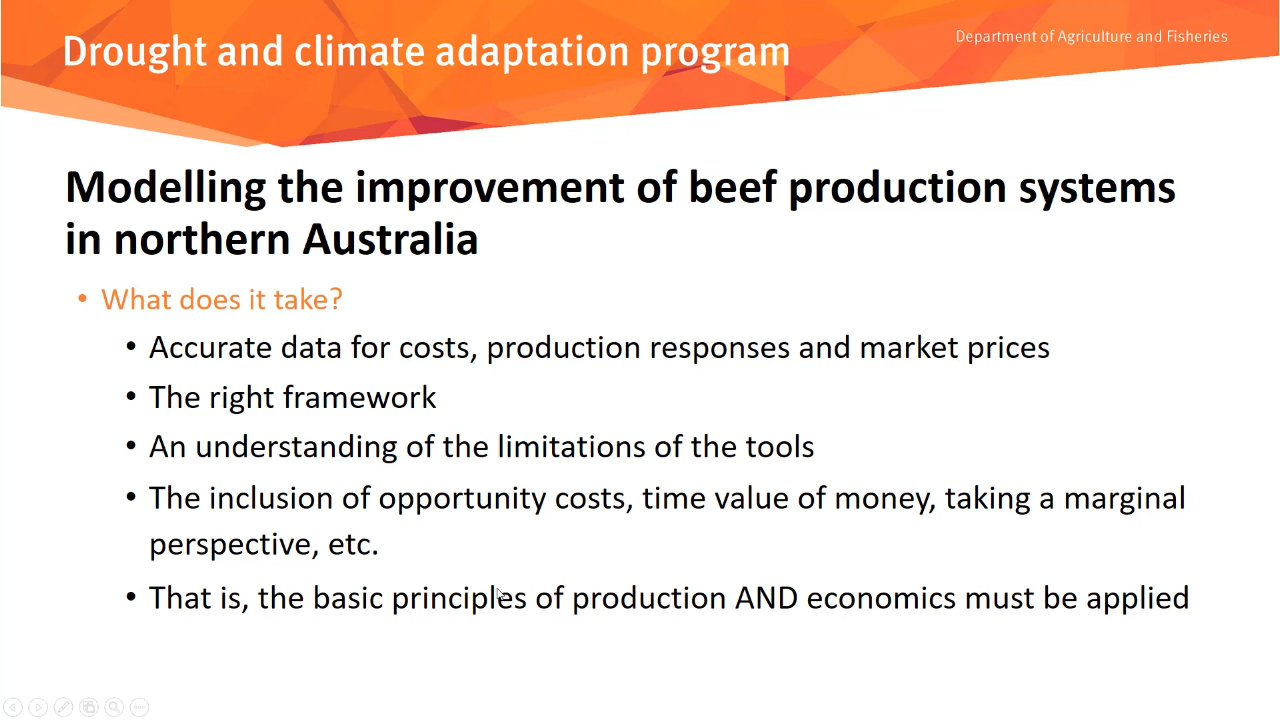 Drought and climate adaptation program
Department of Agriculture and Fisheries
Modelling the improvement of beef production systems
in northern Australia
• What does it take?
• Accurate data for costs, production responses and market prices
• The right framework
• An understanding of the limitations of the tools
• The inclusion of opportunity costs, time value of money, taking a marginal
perspective, etc.
• That is, the basic principles of production AND economics must be applied